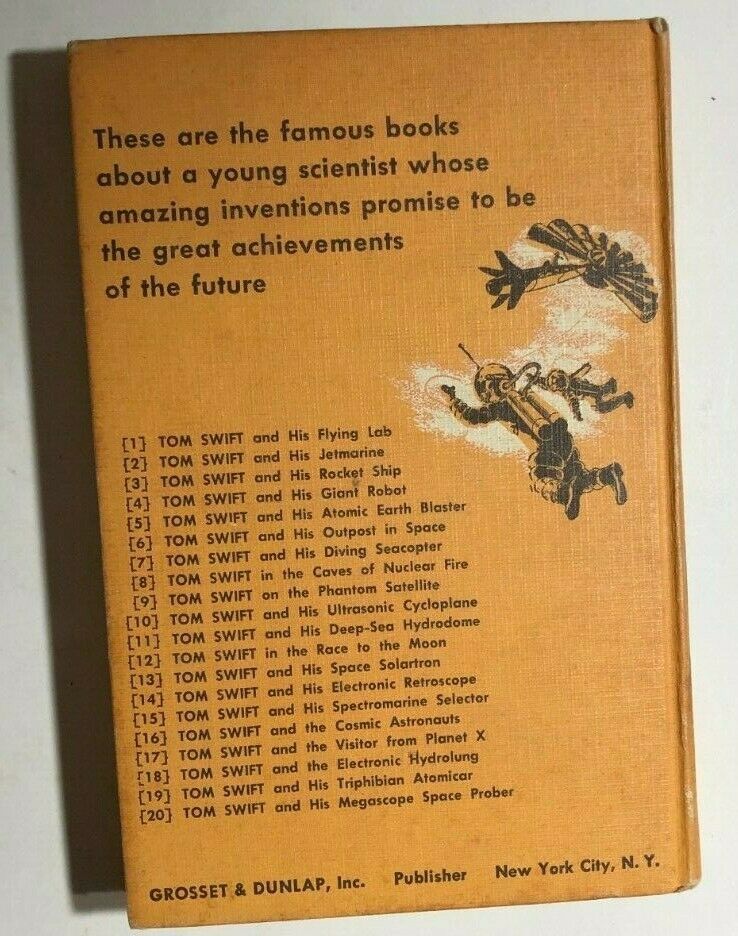 These are the famous books
about a young scientist whose
amazing inventions promise to be
the great achievements
of the future
[1] TOM SWIFT and His Flying Lab
[2] TOM SWIFT and His Jetmarine
[3] TOM SWIFT and His Rocket Ship
[4] TOM SWIFT and His Giant Robot
[5] TOM SWIFT and His Atomic Earth Blaster
[6] TOM SWIFT and His Outpost in Space
[7] TOM SWIFT and His Diving Seacopter
[8] TOM SWIFT in the Caves of Nuclear Fire
[9] TOM SWIFT on the Phantom Satellite
[10] TOM SWIFT and His Ultrasonic Cycloplane
[11] TOM SWIFT and His Deep-Sea Hydrodome
[12] TOM SWIFT in the Race to the Moon
[13] TOM SWIFT and His Space Solartron
[14] TOM SWIFT and His Electronic Retroscope
[15] TOM SWIFT and His Spectromarine Selector
[16] TOM SWIFT and the Cosmic Astronauts
[17] TOM SWIFT and the Visitor from Planet X
[18] TOM SWIFT and the Electronic Hydrolung
[19] TOM SWIFT and His Triphibian Atomicar
[20] TOM SWIFT and His Megascope Space Prober
GROSSET & DUNLAP, Inc. Publisher New York City, N. Y.